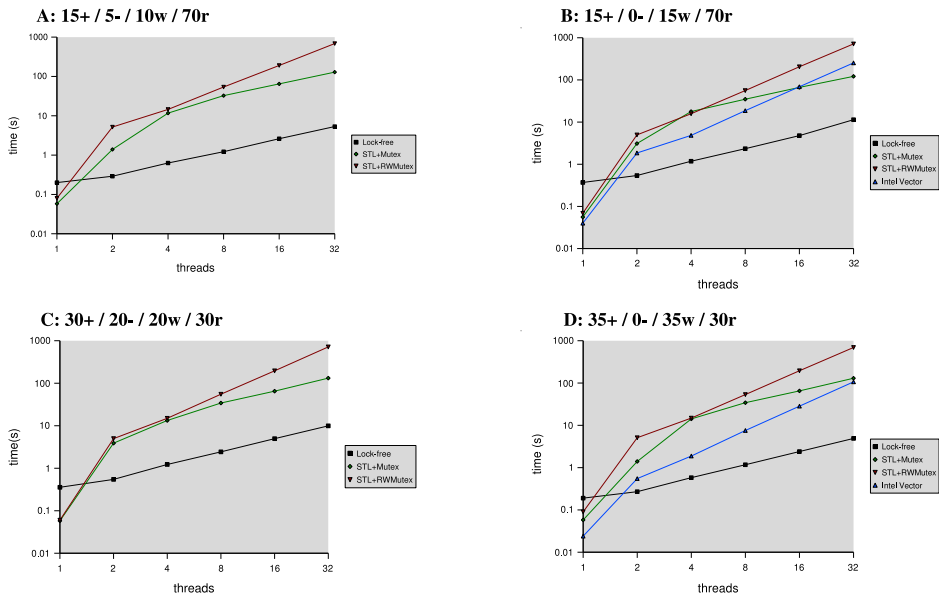 A: 15+ / 5- / 10w / 70r
1000
100
10
1
0.1
0.01
time (s)
1 2 4 8 16 32
threads
Lock-free
STL+Mutex
STL+RWMutex
B: 15+ / 0- / 15w / 70r
1000
100
10
1
0.1
0.01
time (s)
1 2 4 8 16 32
threads
Lock-free
STL+Mutex
STL+RWMutex
Intel Vector
C: 30+ / 20- / 20w / 30r
1000
100
10
1
0.1
0.01
time(s)
1 2 4 8 16 32
threads
Lock-free
STL+Mutex
STL+RWMutex
D: 35+ / 0- / 35w / 30r
1000
100
10
1
0.1
0.01
time (s)
1 2 4 8 16 32
threads
Lock-free
STL+Mutex
STL+RWMutex
Intel Vector